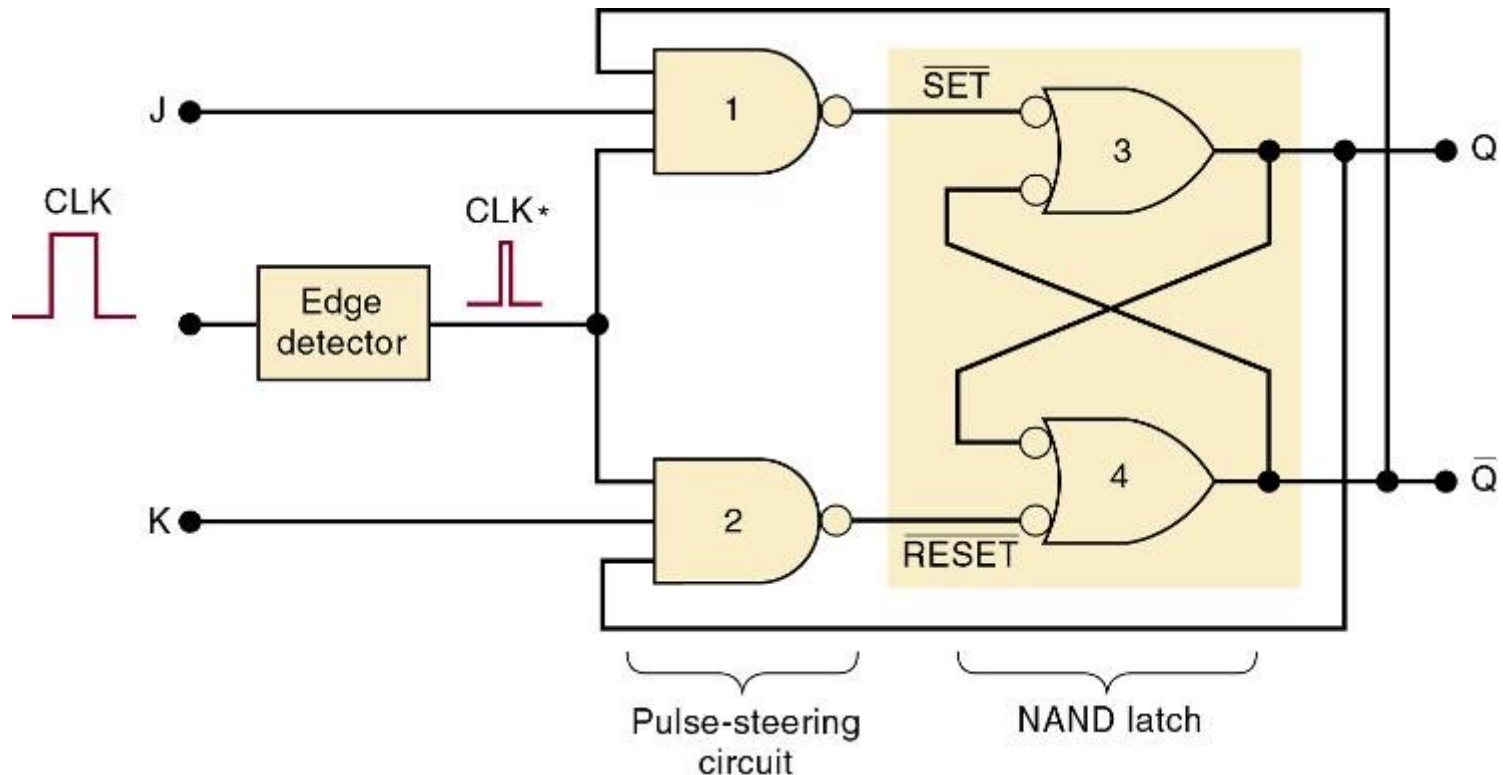 J
1
SET
3
Q
CLK
CLK*
Edge
detector
K
2
RESET
4
Q
Pulse-steering
circuit
NAND latch